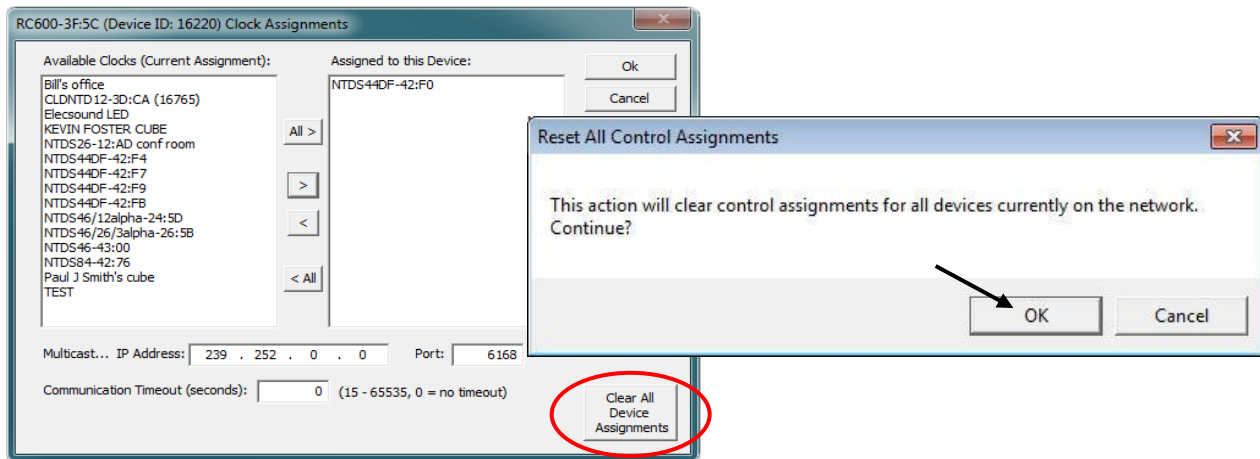 RC600-3F:5C (Device ID: 16220) Clock Assignments
Available Clocks (Current Assignment):
Bill's office
CLDNTD12-3D:CA (16765)
Elecsound LED
KEVIN FOSTER CUBE
NTDS26-12:AD conf room
NTDS44DF-42:F4
NTDS44DF-42:F7
NTDS44DF-42:F9
NTDS44DF-42:FB
NTDS46/12alpha-24:5D
NTDS46/26/3alpha-26:5B
NTDS46-43:00
NTDS84-42:76
Paul J Smith's cube
TEST
All >
>
<
< All
Assigned to this Device:
NTDS44DF-42:F0
Ok
Cancel
Multicast... IP Address: 239 . 252 . 0 . 0 Port: 6168
Communication Timeout (seconds): 0 (15 - 65535, 0 = no timeout)
Clear All
Device
Assignments
Reset All Control Assignments
This action will clear control assignments for all devices currently on the network.
Continue?
OK
Cancel